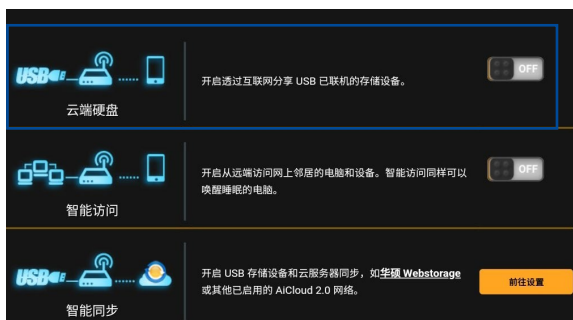 USB
开启透过互联网分享 USB 已联机的存储设备。
OFF
云端硬盘
开启从远端访问网上邻居的电脑和设备。智能访问同样可以
唤醒睡眠的电脑。
OFF
智能访问
USB
开启 USB 存储设备和云服务器同步，如华硕 Webstorage
或其他已启用的 AiCloud 2.0 网络。
前往设置
智能同步